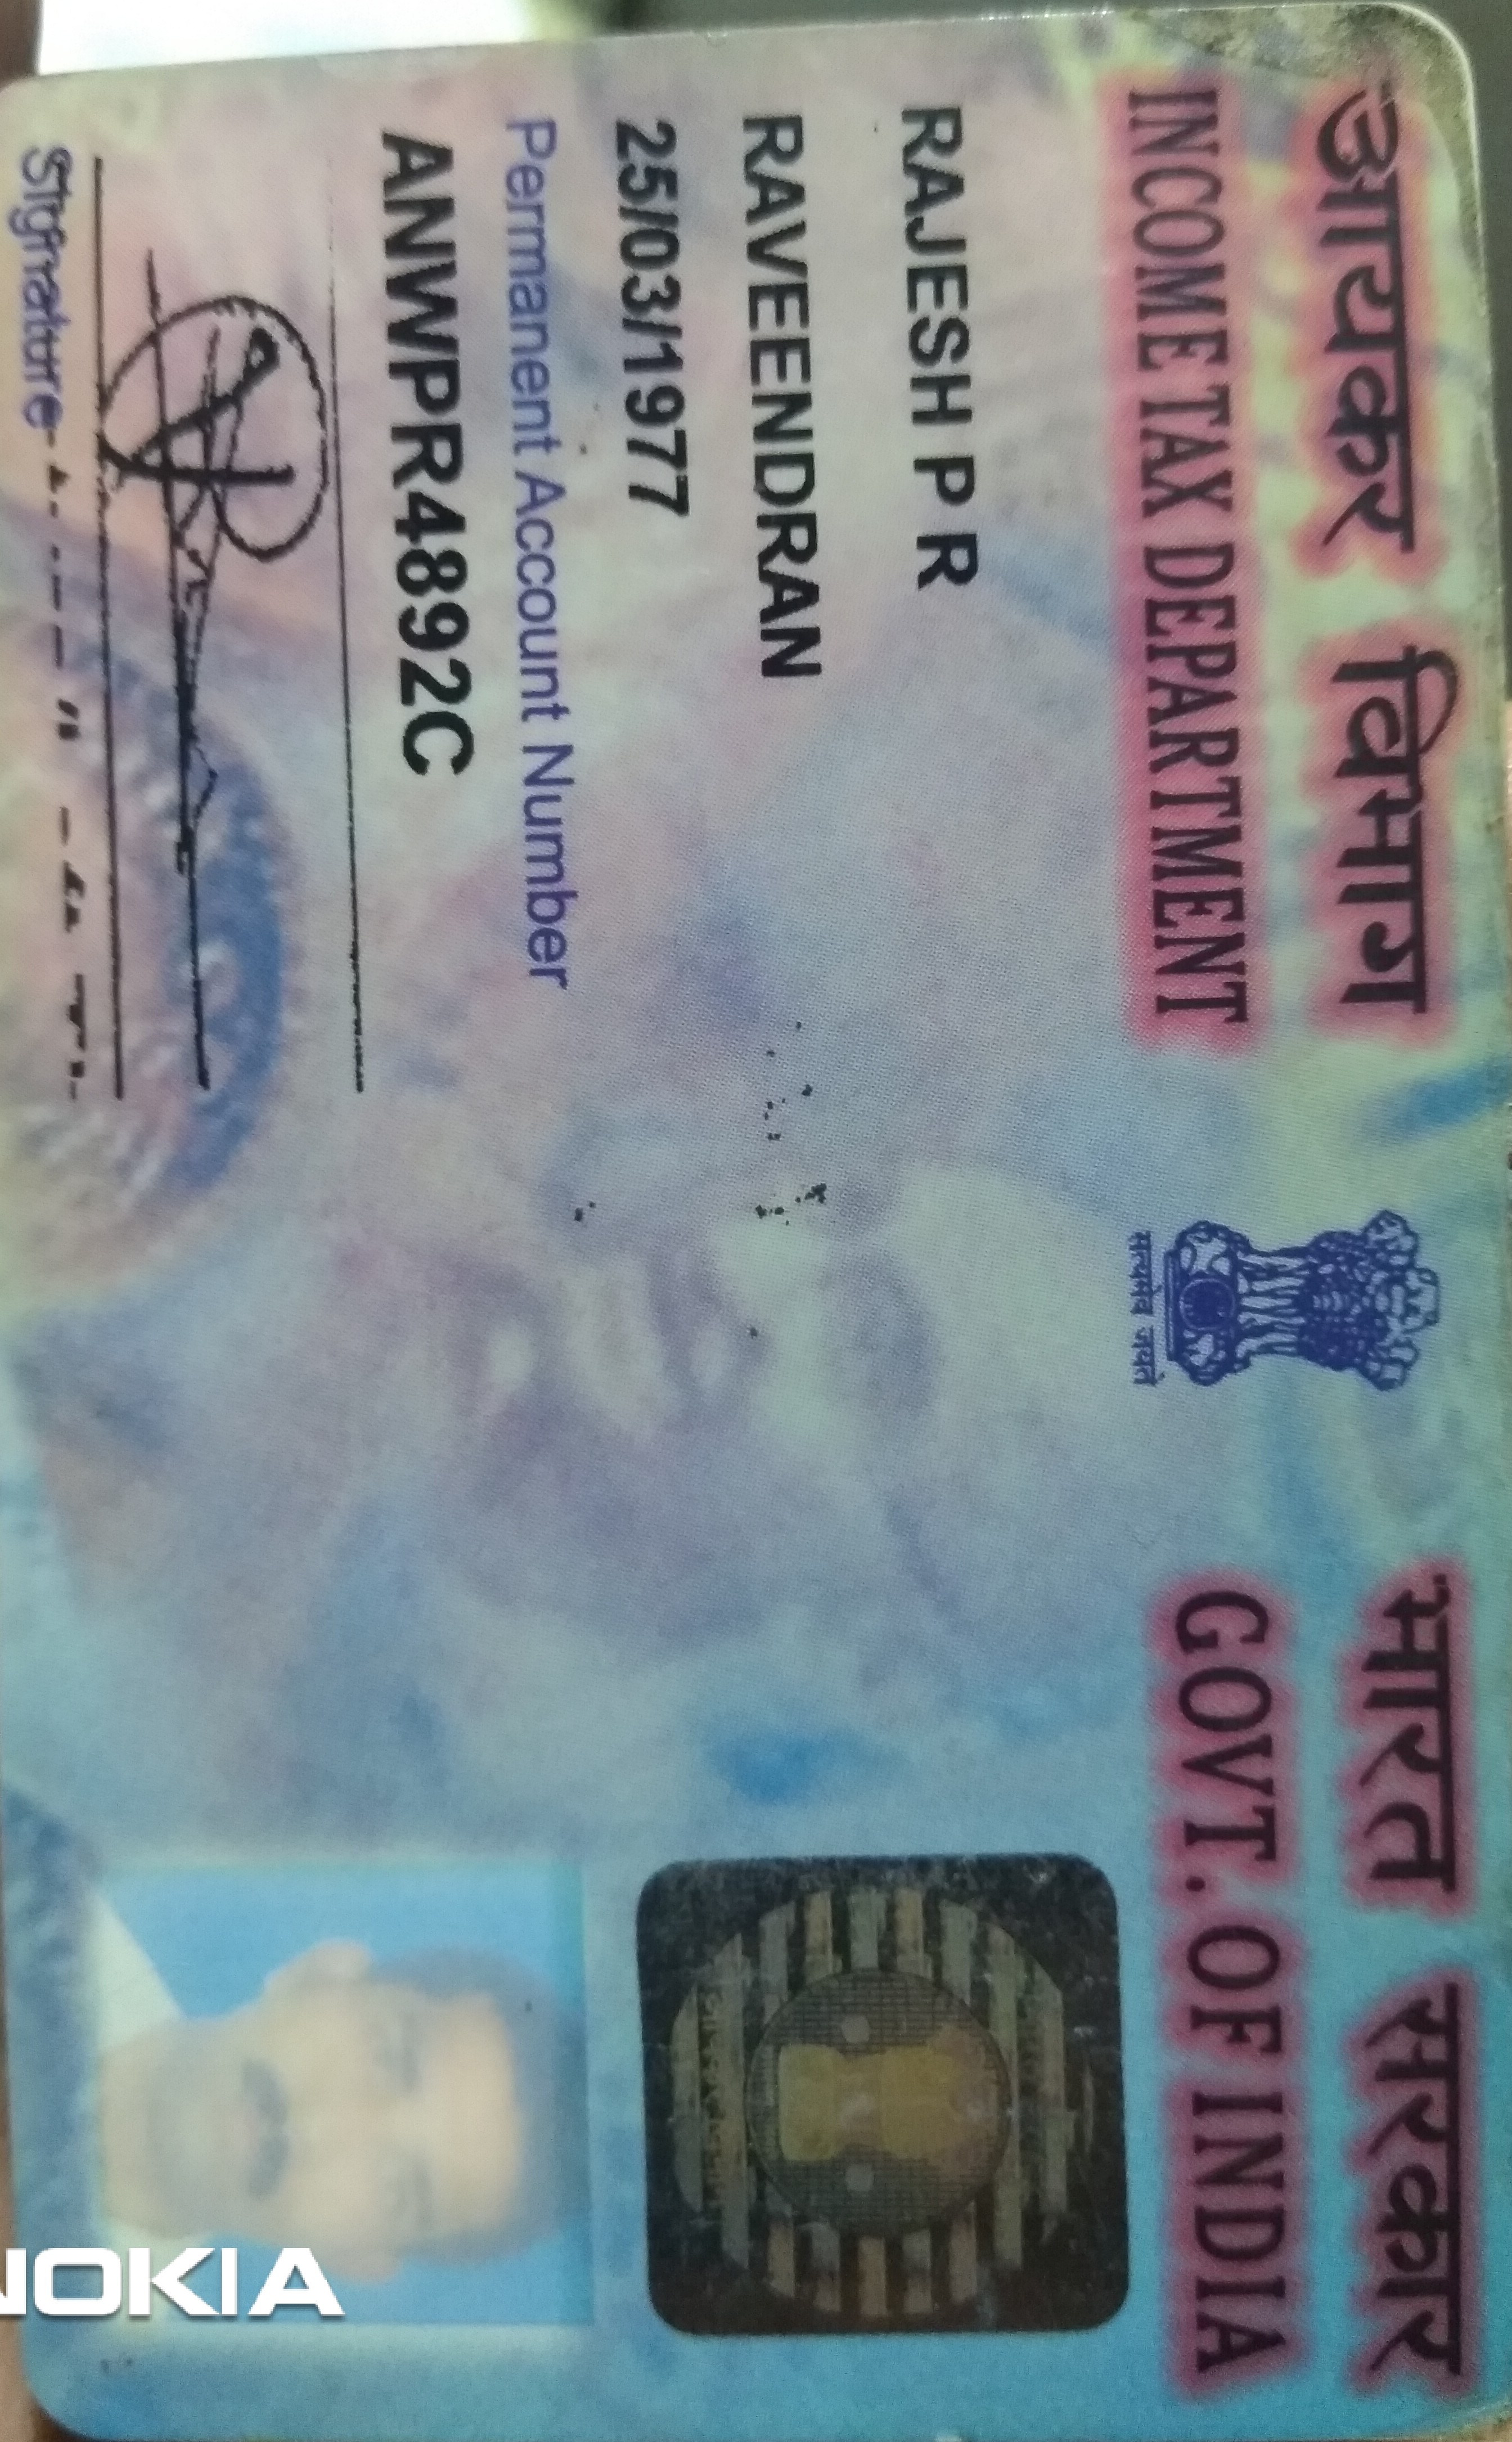 आयकर विभाग
INCOME TAX DEPARTMENT
सत्यमेव जयते
भारत सरकार
GOVT. OF INDIA
RAJESH P R
RAVEENDRAN
25/03/1977
Permanent Account Number
ANWPR4892C
Signature
NOKIA